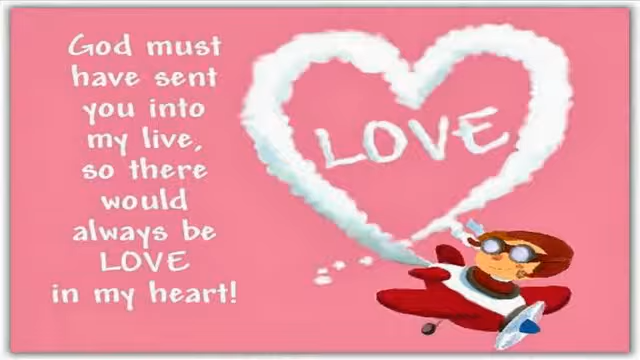 God must
have sent
you into
my live,
so there
would
always be
LOVE
in my heart!
LOVE